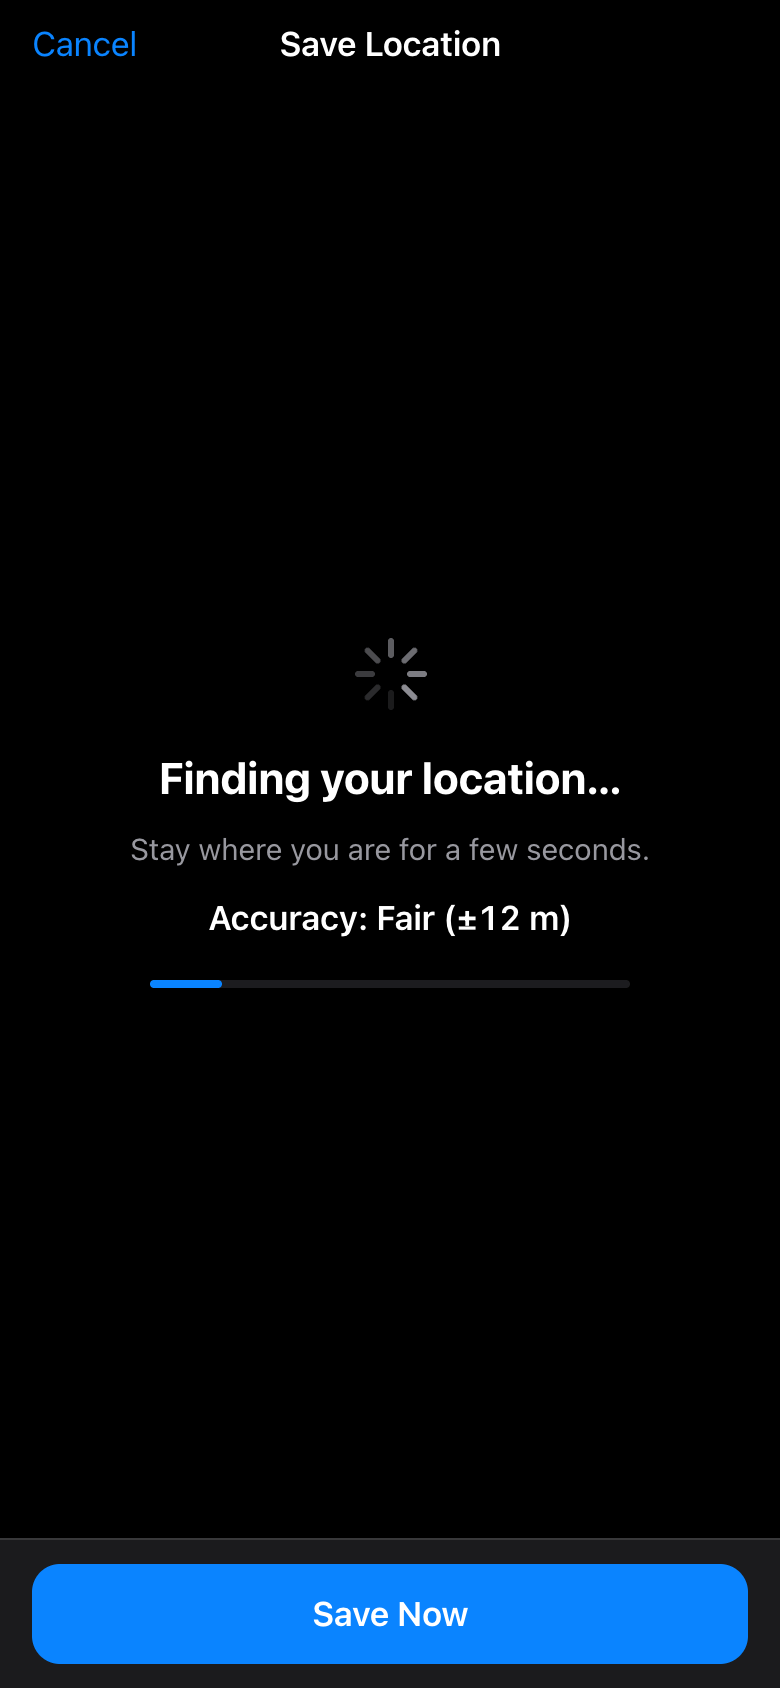 Cancel
Save Location
Finding your location...
Stay where you are for a few seconds.
Accuracy: Fair (±12 m)
Save Now